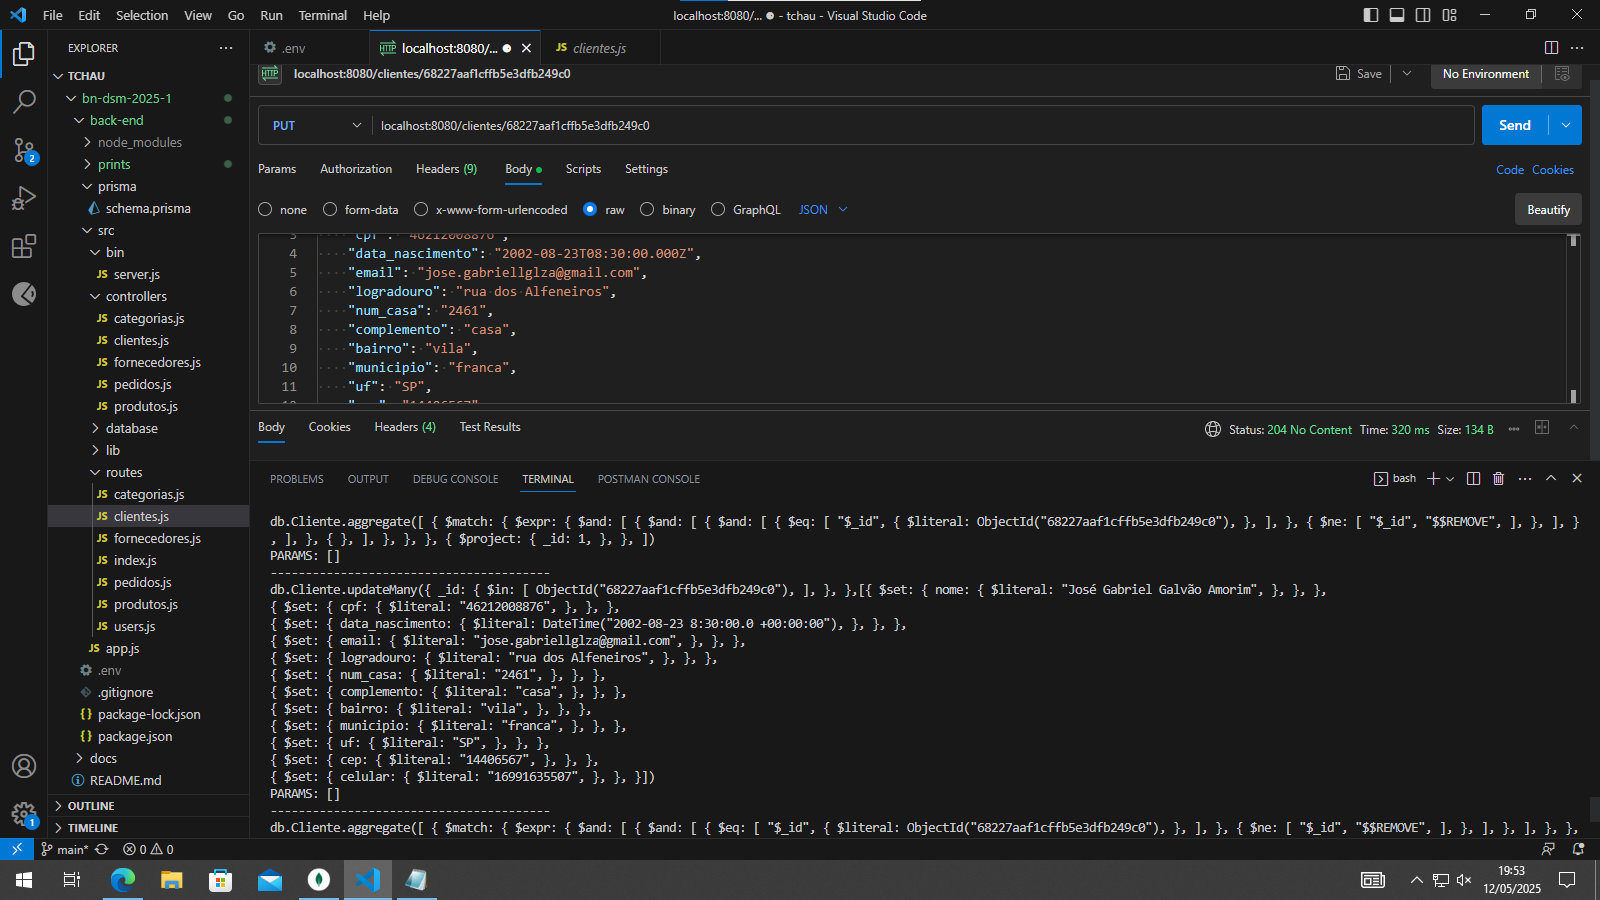 File Edit Selection View Go Run Terminal Help
localhost:8080/... ● - tchau - Visual Studio Code
EXPLORER
TCHAU
bn-dsm-2025-1
back-end
node_modules
prints
prisma
schema.prisma
src
bin
JS server.js
controllers
JS categorias.js
JS clientes.js
JS fornecedores.js
JS pedidos.js
JS produtos.js
database
lib
routes
JS categorias.js
JS clientes.js
JS fornecedores.js
JS index.js
JS pedidos.js
JS produtos.js
JS users.js
JS app.js
.env
.gitignore
{} package-lock.json
{} package.json
docs
README.md
OUTLINE
TIMELINE
2
1
.env
HTTP localhost:8080/... ●
JS clientes.js
HTTP localhost:8080/clientes/68227aaf1cffb5e3dfb249c0
Save
No Environment
PUT localhost:8080/clientes/68227aaf1cffb5e3dfb249c0
Send
Params Authorization Headers (9) Body Scripts Settings
Code Cookies
none form-data x-www-form-urlencoded raw binary GraphQL JSON
Beautify
3 "cpf": "46212008876",
4 "data_nascimento": "2002-08-23T08:30:00.000Z",
5 "email": "jose.gabriellglza@gmail.com",
6 "logradouro": "rua dos Alfeneiros",
7 "num_casa": "2461",
8 "complemento": "casa",
9 "bairro": "vila",
10 "municipio": "franca",
11 "uf": "SP",
Body Cookies Headers (4) Test Results
Status: 204 No Content Time: 320 ms Size: 134 B
PROBLEMS OUTPUT DEBUG CONSOLE TERMINAL POSTMAN CONSOLE
bash
db.Cliente.aggregate([ { $match: { $expr: { $and: [ { $and: [ { $and: [ { $eq: [ "$_id", { $literal: ObjectId("68227aaf1cffb5e3dfb249c0"), }, ], }, { $ne: [ "$_id", "$$REMOVE", ], }, ], }
, ], }, { }, ], }, }, }, { $project: { _id: 1, }, }, ])
PARAMS: []
----------------------------------------
db.Cliente.updateMany({ _id: { $in: [ ObjectId("68227aaf1cffb5e3dfb249c0"), ], }, },[{ $set: { nome: { $literal: "José Gabriel Galvão Amorim", }, }, },
{ $set: { cpf: { $literal: "46212008876", }, }, },
{ $set: { data_nascimento: { $literal: DateTime("2002-08-23 8:30:00.0 +00:00:00"), }, }, },
{ $set: { email: { $literal: "jose.gabriellglza@gmail.com", }, }, },
{ $set: { logradouro: { $literal: "rua dos Alfeneiros", }, }, },
{ $set: { num_casa: { $literal: "2461", }, }, },
{ $set: { complemento: { $literal: "casa", }, }, },
{ $set: { bairro: { $literal: "vila", }, }, },
{ $set: { municipio: { $literal: "franca", }, }, },
{ $set: { uf: { $literal: "SP", }, }, },
{ $set: { cep: { $literal: "14406567", }, }, },
{ $set: { celular: { $literal: "16991635507", }, }, }])
PARAMS: []
----------------------------------------
db.Cliente.aggregate([ { $match: { $expr: { $and: [ { $and: [ { $and: [ { $eq: [ "$_id", { $literal: ObjectId("68227aaf1cffb5e3dfb249c0"), }, ], }, { $ne: [ "$_id", "$$REMOVE", ], }, ], }, ], }, },
main* 0 0
19:53
12/05/2025